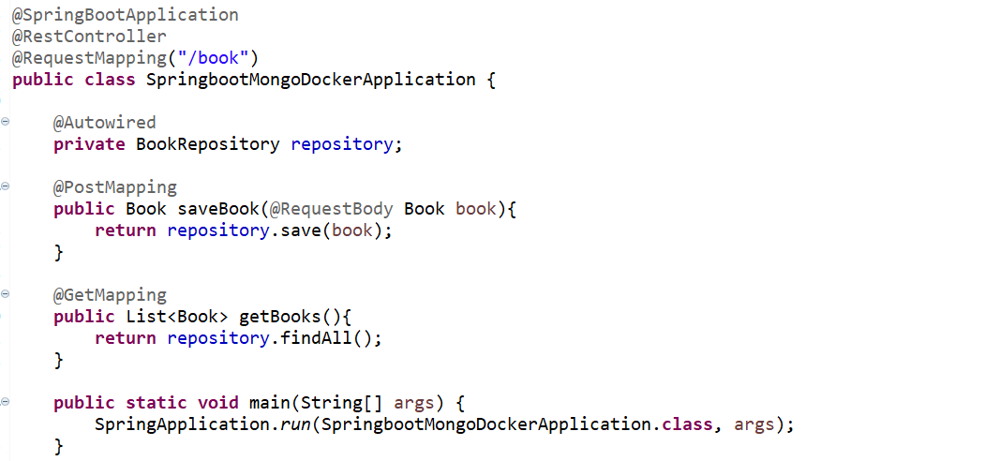 @SpringBootApplication
@RestController
@RequestMapping("/book")
public class SpringbootMongoDockerApplication {
@Autowired
private BookRepository repository;
@PostMapping
public Book saveBook(@RequestBody Book book){
return repository.save(book);
}
@GetMapping
public List<Book> getBooks(){
return repository.findAll();
}
public static void main(String[] args) {
SpringApplication.run(SpringbootMongoDockerApplication.class, args);
}